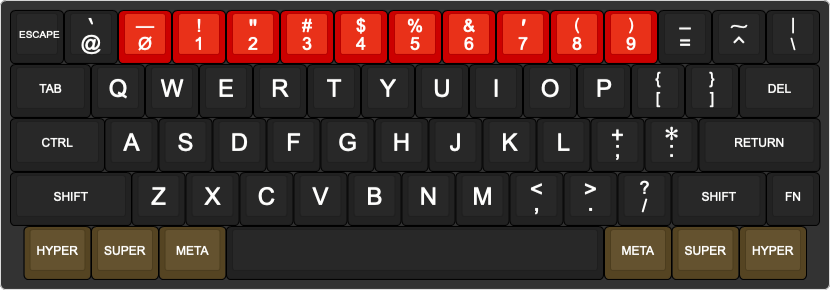 ESCAPE ` @ — Ø ! 1 " 2 # 3 $ 4 % 5 & 6 ' 7 ( 8 ) 9 – = ~ ^ | \
TAB Q W E R T Y U I O P { [ } ] DEL
CTRL A S D F G H J K L + ; * : RETURN
SHIFT Z X C V B N M < , > . ? / SHIFT FN
HYPER SUPER META META SUPER HYPER